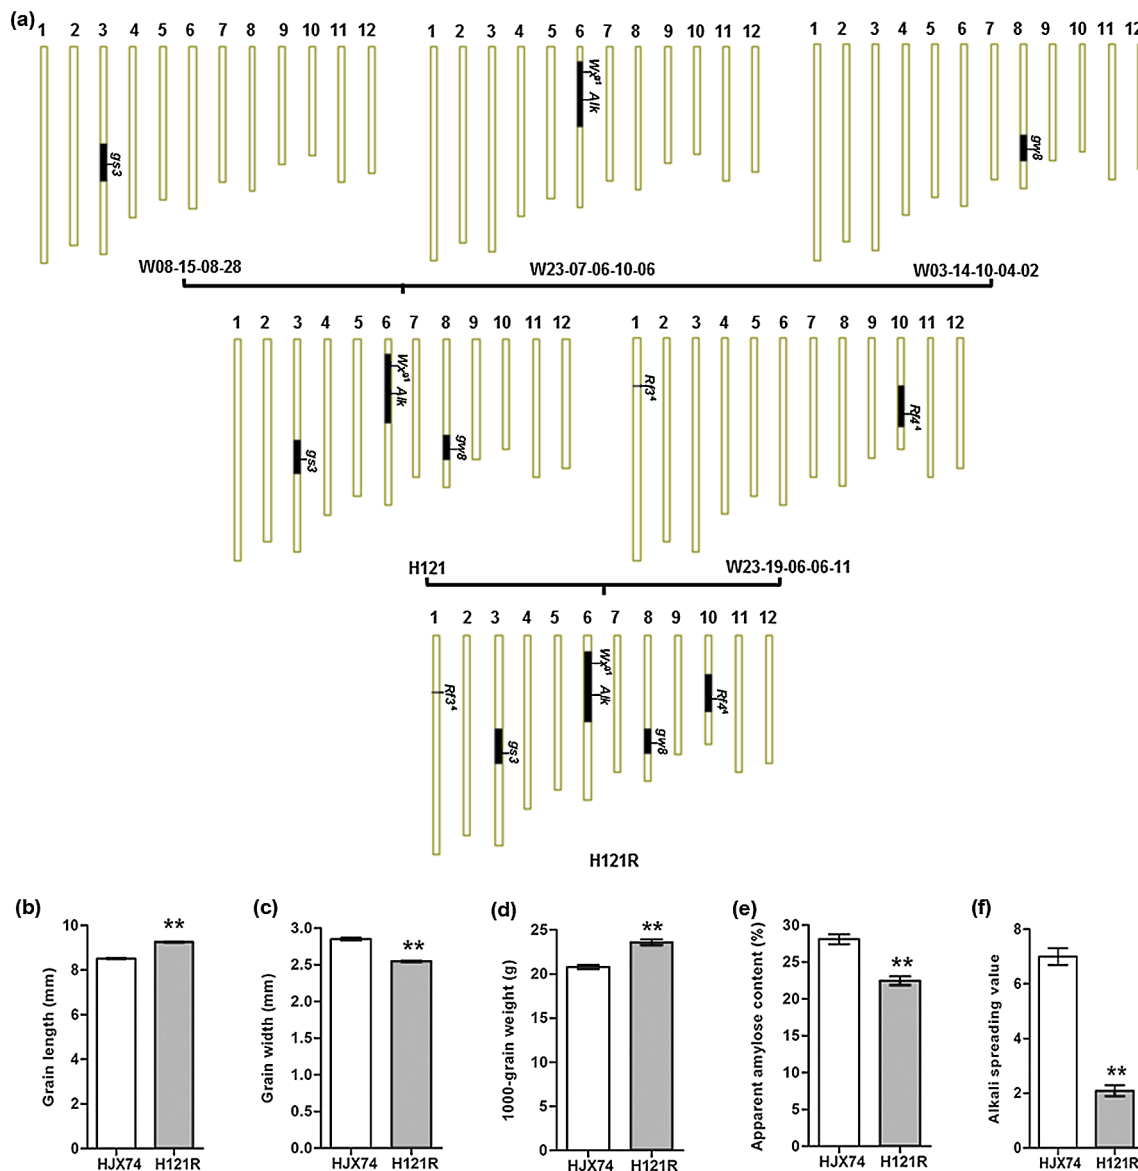 (a)
1 2 3 4 5 6 7 8 9 10 11 12
1 2 3 4 5 6 7 8 9 10 11 12
1 2 3 4 5 6 7 8 9 10 11 12
gs3
Wxg1
Alk
gw8
W08-15-08-28
W23-07-06-10-06
W03-14-10-04-02
1 2 3 4 5 6 7 8 9 10 11 12
1 2 3 4 5 6 7 8 9 10 11 12
gs3
Wxg1
Alk
gw8
Rf34
Rf44
H121
W23-19-06-06-11
1 2 3 4 5 6 7 8 9 10 11 12
Rf34
gs3
Wxg1
Alk
gw8
Rf44
H121R
(b)
Grain length (mm)
10
8
6
4
2
0
**
HJX74 H121R
(c)
Grain width (mm)
3.0
2.5
2.0
1.5
1.0
0.5
0.0
**
HJX74 H121R
(d)
1000-grain weight (g)
25
20
15
10
5
0
**
HJX74 H121R
(e)
Apparent amylose content (%)
30
25
20
15
10
5
0
**
HJX74 H121R
(f)
Alkali spreading value
8
6
4
2
0
**
HJX74 H121R